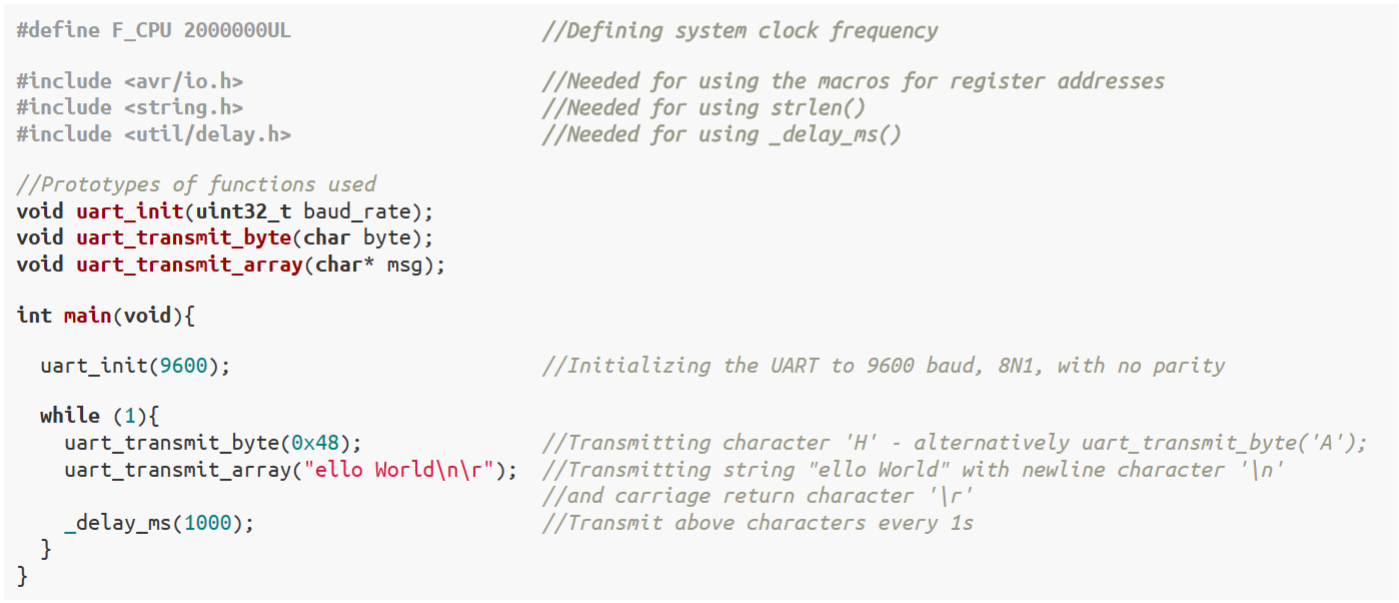 #define F_CPU 2000000UL //Defining system clock frequency
#include <avr/io.h> //Needed for using the macros for register addresses
#include <string.h> //Needed for using strlen()
#include <util/delay.h> //Needed for using _delay_ms()
//Prototypes of functions used
void uart_init(uint32_t baud_rate);
void uart_transmit_byte(char byte);
void uart_transmit_array(char* msg);
int main(void){
uart_init(9600); //Initializing the UART to 9600 baud, 8N1, with no parity
while (1){
uart_transmit_byte(0x48); //Transmitting character 'H' - alternatively uart_transmit_byte('A');
uart_transmit_array("ello World\n\r"); //Transmitting string "ello World" with newline character '\n'
//and carriage return character '\r'
_delay_ms(1000); //Transmit above characters every 1s
}
}